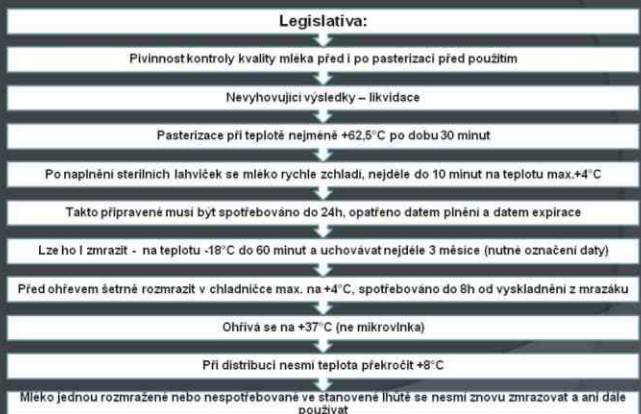 Legislativa:
Pivinnost kontroly kvality mléka před i po pasterizaci před použitím
Nevyhovující výsledky – likvidace
Pasterizace při teplotě nejméně +62,5°C po dobu 30 minut
Po naplnění sterilních lahviček se mléko rychle zchladí, nejdéle do 10 minut na teplotu max.+4°C
Takto připravené musí být spotřebováno do 24h, opatřeno datem plnění a datem expirace
Lze ho I zmrazit - na teplotu -18°C do 60 minut a uchovávat nejdéle 3 měsíce (nutné označení daty)
Před ohřevem šetrně rozmrazit v chladničce max. na +4°C, spotřebováno do 8h od vyskladnění z mrazáku
Ohřívá se na +37°C (ne mikrovlnka)
Při distribuci nesmí teplota překročit +8°C
Mléko jednou rozmražené nebo nespotřebované ve stanovené lhůtě se nesmí znovu zmrazovat a ani dále
používat